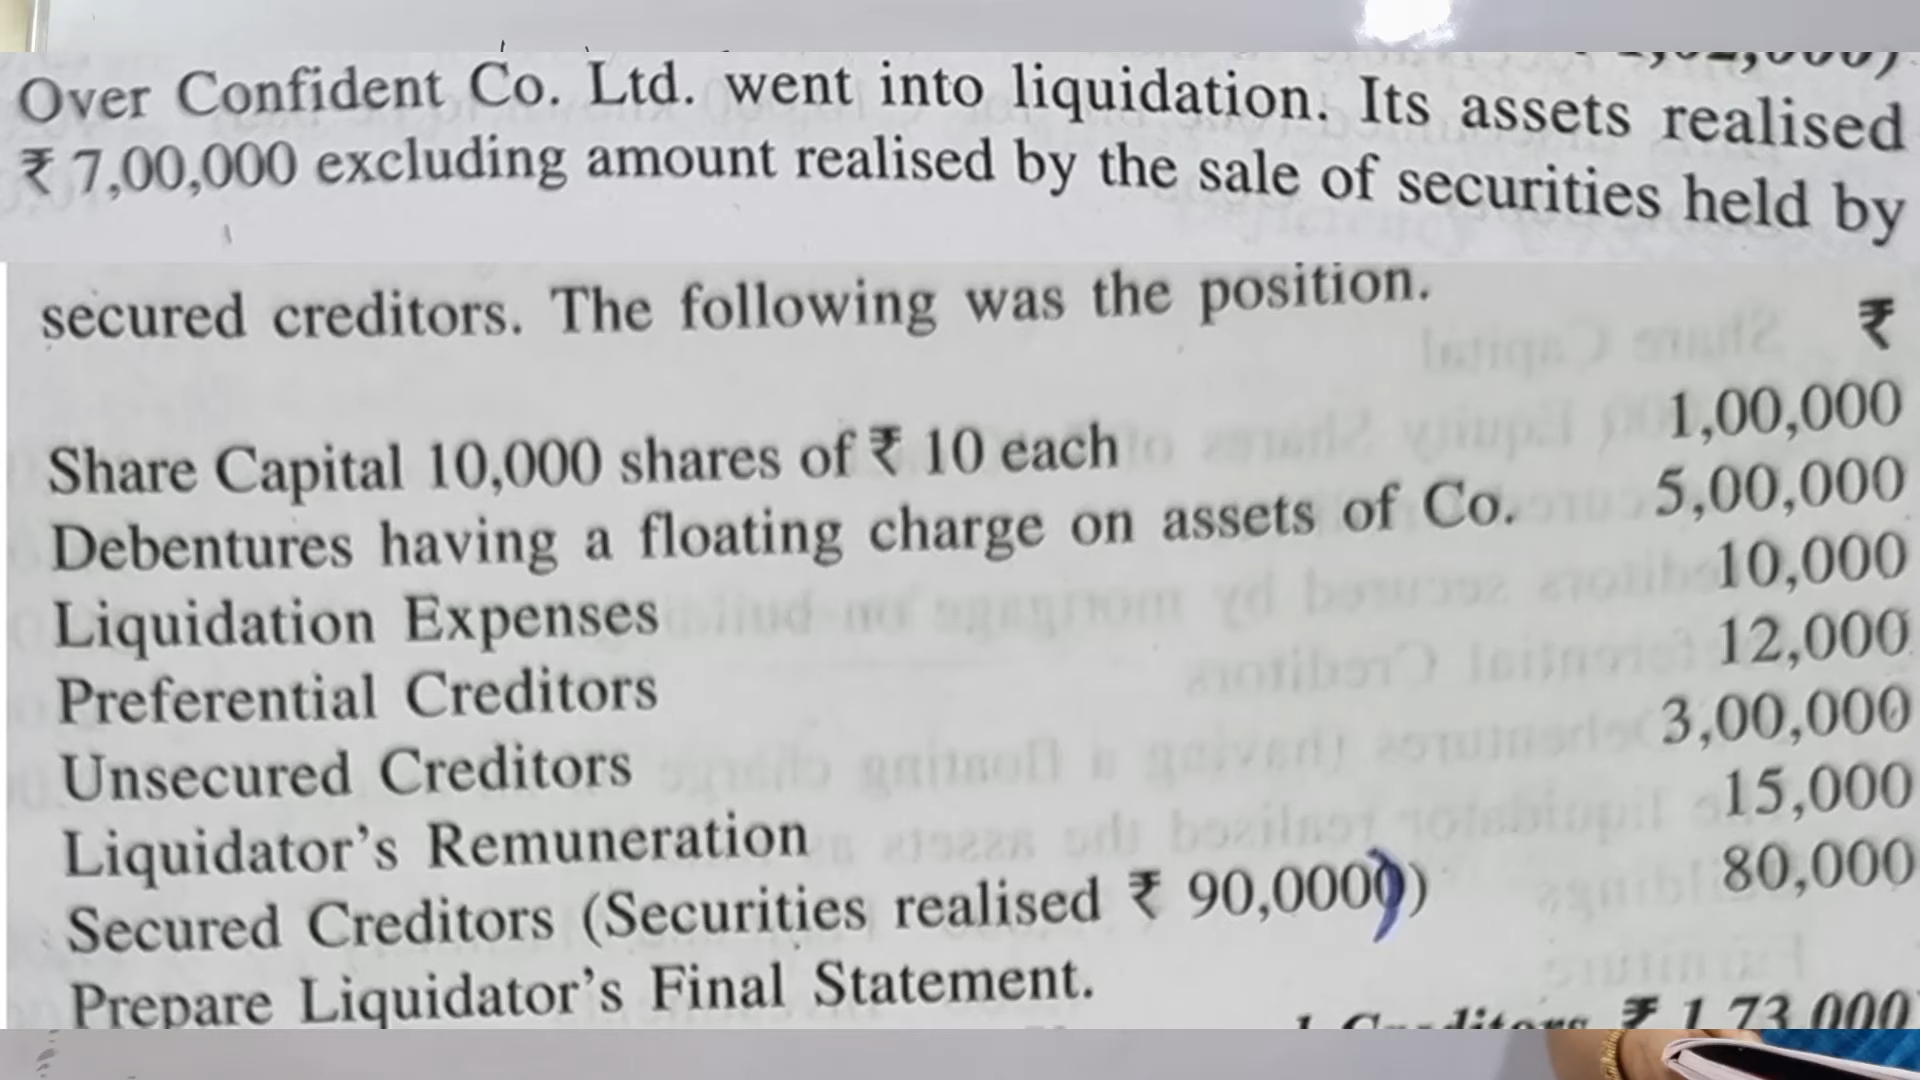 Over Confident Co. Ltd. went into liquidation. Its assets realised
₹ 7,00,000 excluding amount realised by the sale of securities held by
secured creditors. The following was the position.
₹
Share Capital 10,000 shares of ₹ 10 each 1,00,000
Debentures having a floating charge on assets of Co. 5,00,000
Liquidation Expenses 10,000
Preferential Creditors 12,000
Unsecured Creditors 3,00,000
Liquidator's Remuneration 15,000
Secured Creditors (Securities realised ₹ 90,000)) 80,000
Prepare Liquidator's Final Statement.
Creditors ₹ 1,73,000